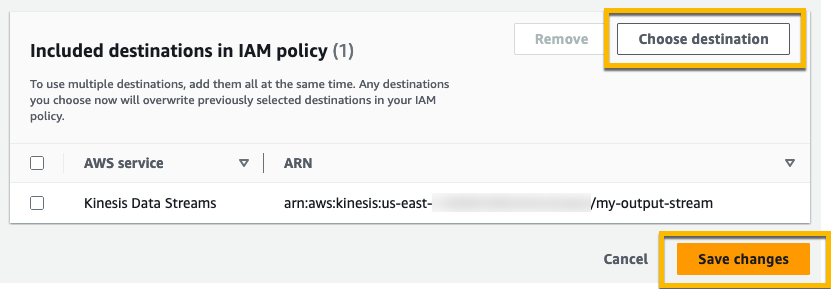 Included destinations in IAM policy (1)
Remove
Choose destination
To use multiple destinations, add them all at the same time. Any destinations
you choose now will overwrite previously selected destinations in your IAM
policy.
AWS service
ARN
Kinesis Data Streams
arn:aws:kinesis:us-east-
/my-output-stream
Cancel
Save changes